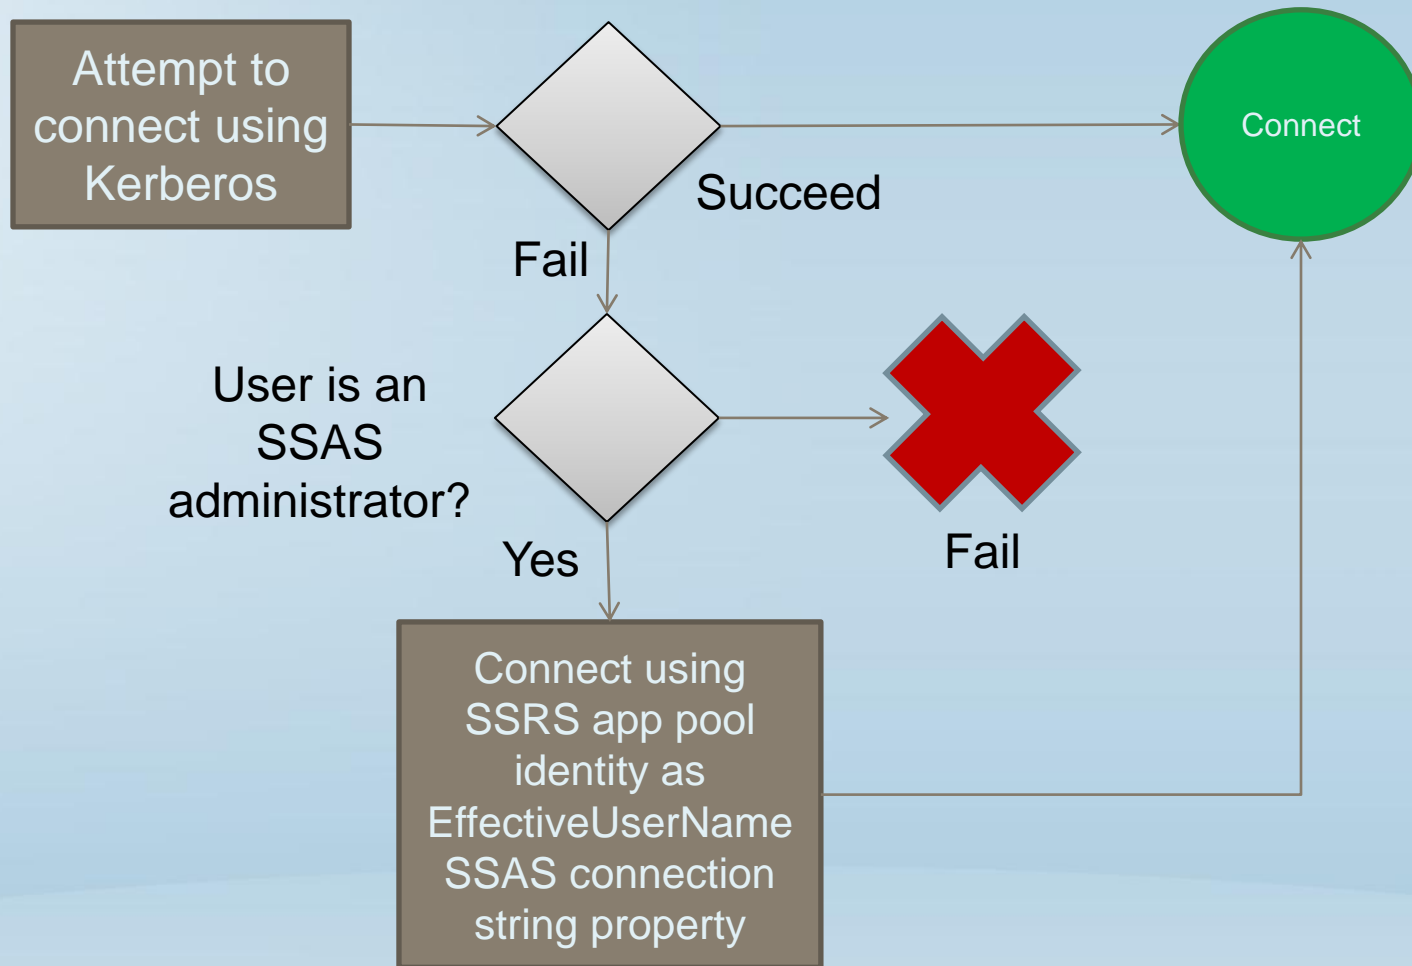 Attempt to
connect using
Kerberos
Connect
Succeed
Fail
User is an
SSAS
administrator?
Fail
Yes
Connect using
SSRS app pool
identity as
EffectiveUserName
SSAS connection
string property